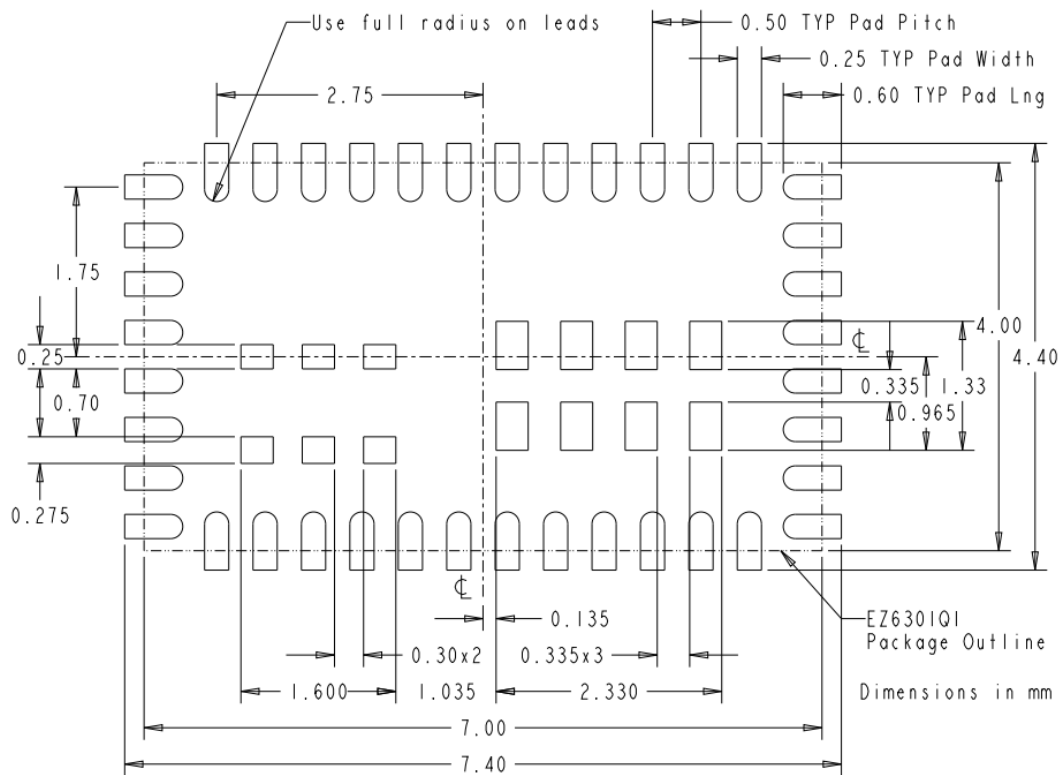 Use full radius on leads
0.50 TYP Pad Pitch
0.25 TYP Pad Width
2.75
0.60 TYP Pad Lng
1.75
4.00
℄
0.25
4.40
0.335
1.33
0.70
0.965
0.275
℄
0.135
EZ6301QI
Package Outline
0.30x2
0.335x3
1.600
1.035
2.330
Dimensions in mm
7.00
7.40